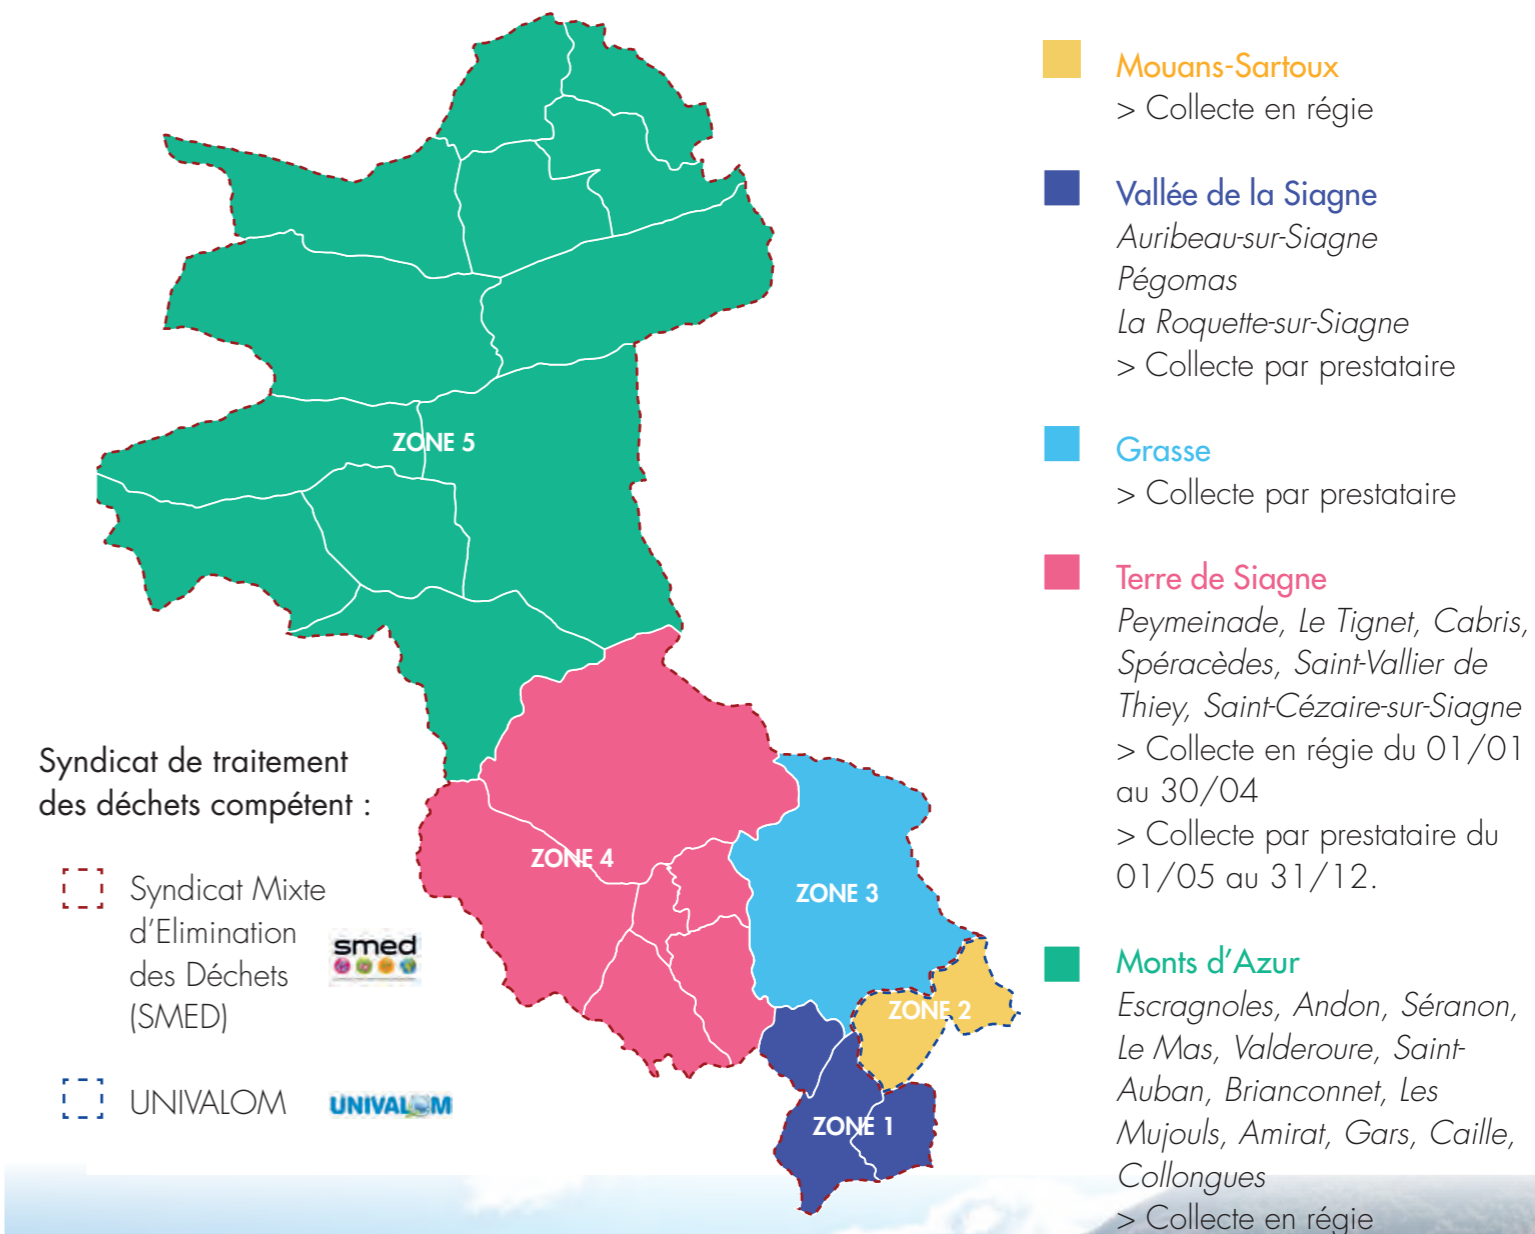 Mouans-Sartoux
> Collecte en régie
Vallée de la Siagne
Auribeau-sur-Siagne
Pégomas
La Roquette-sur-Siagne
> Collecte par prestataire
Grasse
> Collecte par prestataire
Terre de Siagne
Peymeinade, Le Tignet, Cabris,
Spéracèdes, Saint-Vallier de
Thiey, Saint-Cézaire-sur-Siagne
> Collecte en régie du 01/01
au 30/04
> Collecte par prestataire du
01/05 au 31/12.
Monts d'Azur
Escragnoles, Andon, Séranon,
Le Mas, Valderoure, Saint-
Auban, Brianconnet, Les
Mujouls, Amirat, Gars, Caille,
Collongues
> Collecte en régie
ZONE 5
ZONE 4
ZONE 3
ZONE 2
ZONE 1
Syndicat de traitement
des déchets compétent :
Syndicat Mixte
d'Elimination
des Déchets
(SMED)
smed
UNIVALOM
UNIVALOM